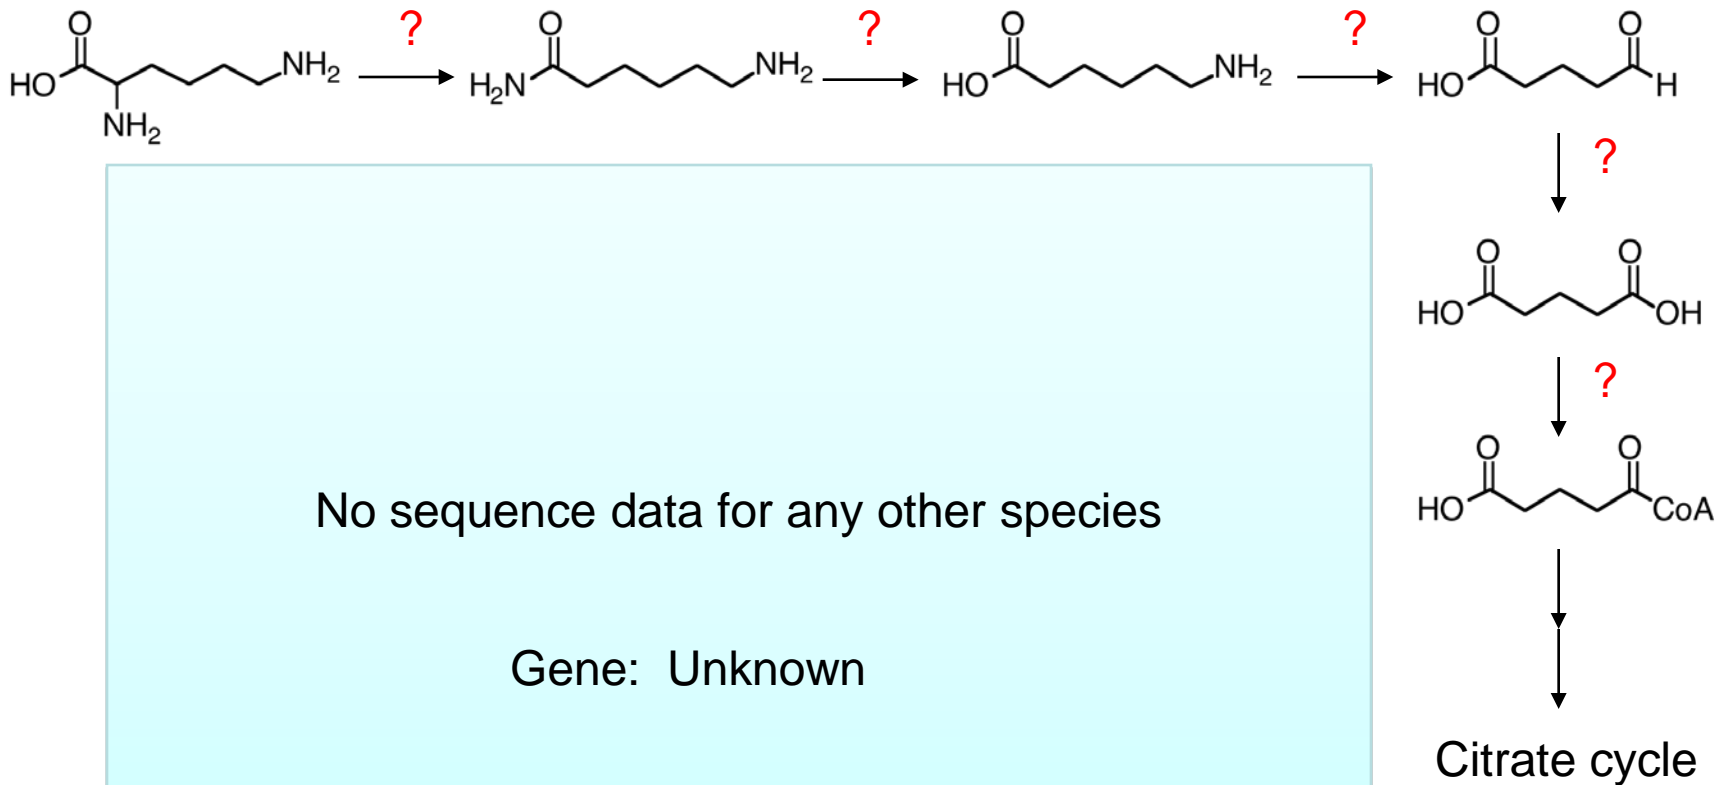 O ? O ? O ? O O
HO NH2 H2N NH2 HO NH2 HO H
NH2
?
O O
HO OH
?
O O
HO CoA
No sequence data for any other species
Gene: Unknown
Citrate cycle